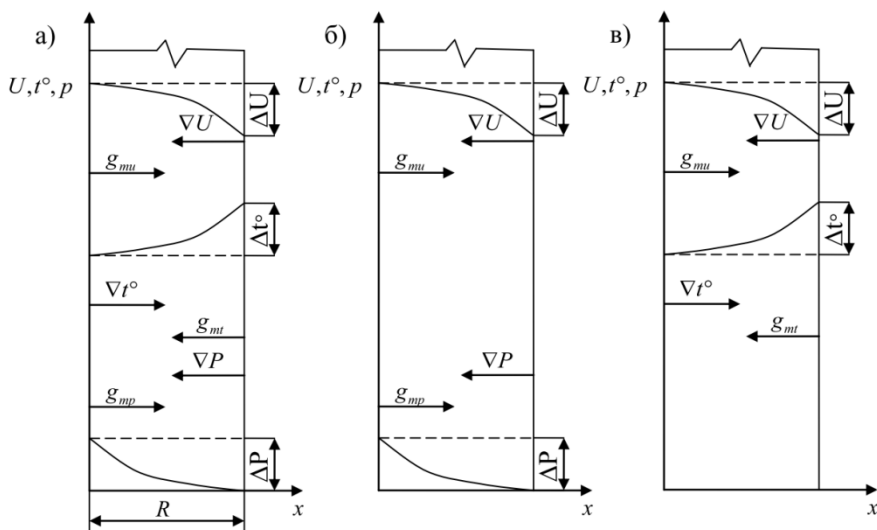 а)
U, t°, p
ΔU
∇U
g_mu
Δt°
∇t°
g_mt
∇P
g_mp
ΔP
R
x
б)
U, t°, p
ΔU
∇U
g_mu
∇P
g_mp
ΔP
x
в)
U, t°, p
ΔU
∇U
g_mu
Δt°
∇t°
g_mt
x